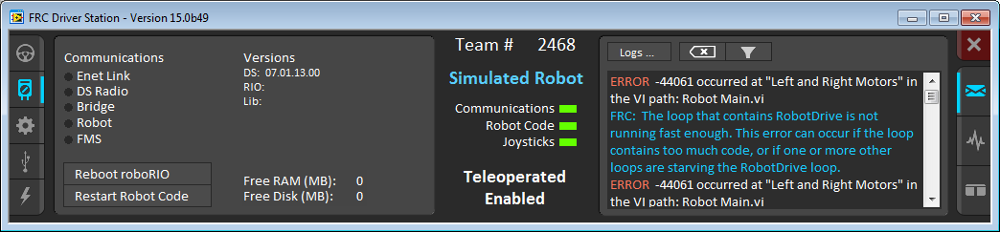 FRC Driver Station - Version 15.0b49
Communications
Enet Link
DS Radio
Bridge
Robot
FMS
Versions
DS: 07.01.13.00
RIO:
Lib:
Reboot roboRIO
Restart Robot Code
Free RAM (MB): 0
Free Disk (MB): 0
Team # 2468
Simulated Robot
Communications
Robot Code
Joysticks
Teleoperated
Enabled
Logs ...
ERROR -44061 occurred at "Left and Right Motors" in
the VI path: Robot Main.vi
FRC: The loop that contains RobotDrive is not
running fast enough. This error can occur if the loop
contains too much code, or if one or more other
loops are starving the RobotDrive loop.
ERROR -44061 occurred at "Left and Right Motors" in
the VI path: Robot Main.vi